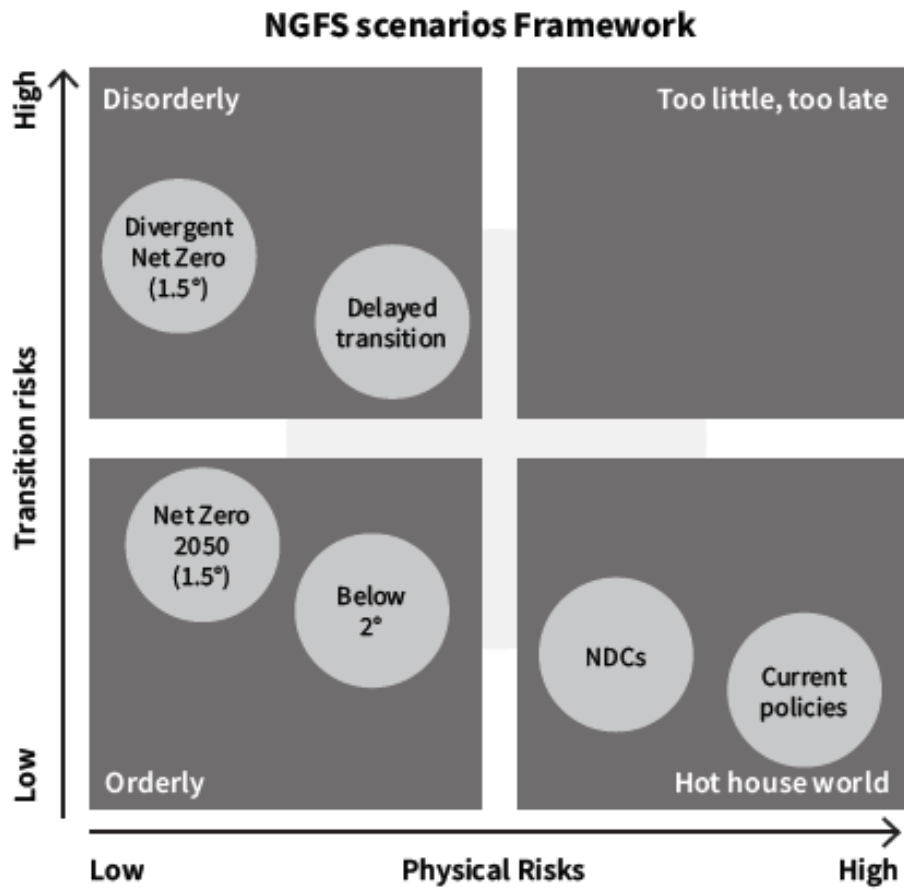 NGFS scenarios Framework
High
Transition risks
Low
Disorderly
Too little, too late
Divergent
Net Zero
(1.5°)
Delayed
transition
Net Zero
2050
(1.5°)
Below
2°
NDCs
Current
policies
Orderly
Hot house world
Low
Physical Risks
High